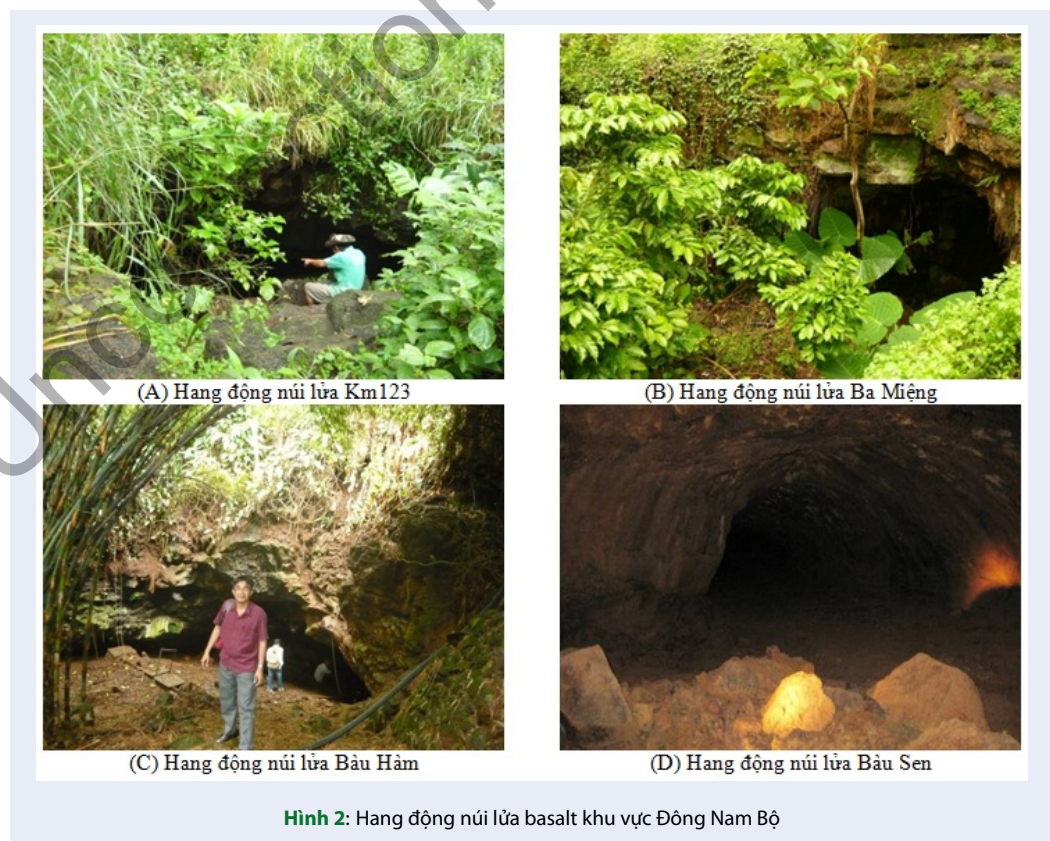 (A) Hang động núi lửa Km123
(B) Hang động núi lửa Ba Miệng
(C) Hang động núi lửa Bàu Hàm
(D) Hang động núi lửa Bàu Sen
Hình 2: Hang động núi lửa basalt khu vực Đông Nam Bộ